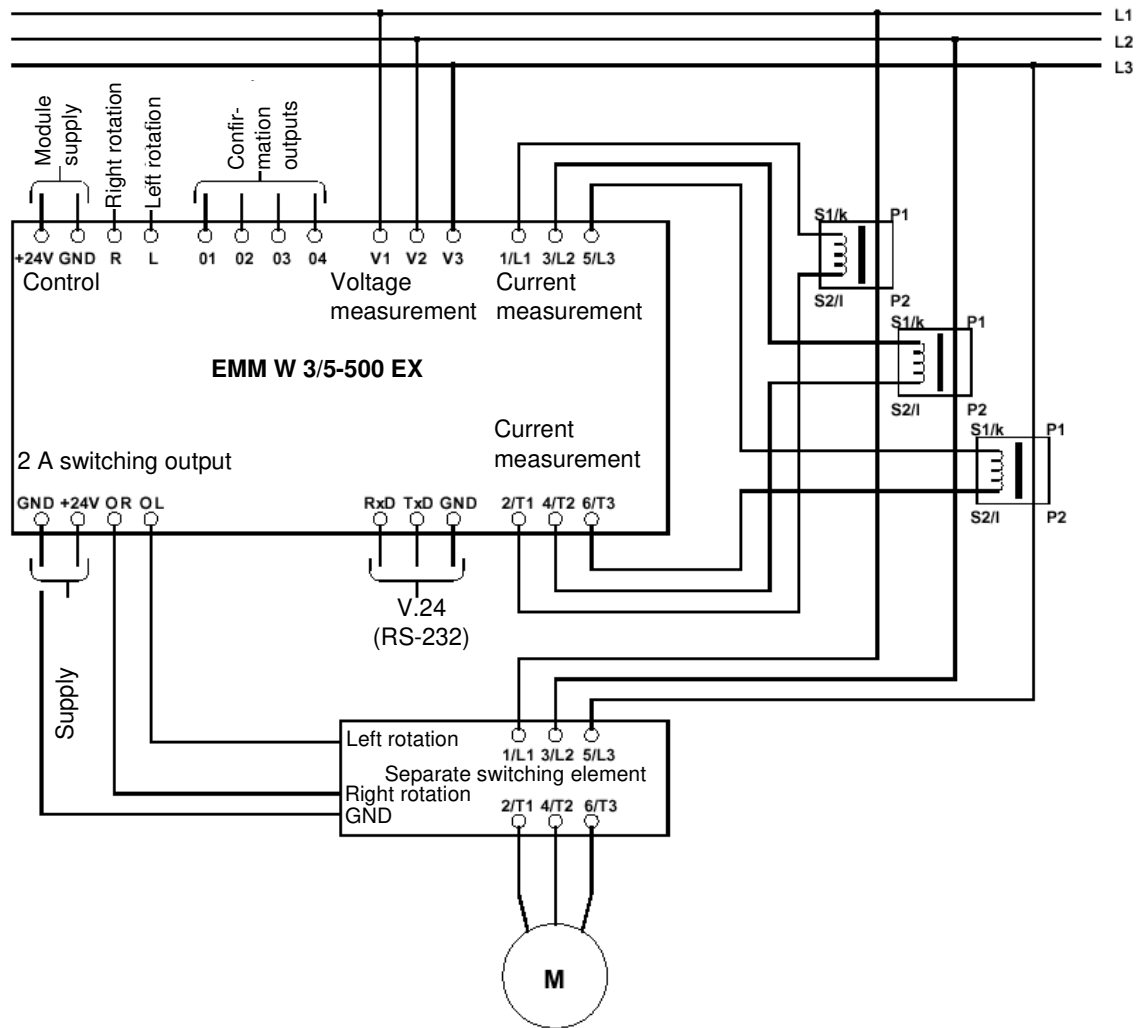 L1
L2
L3
Module
supply
Right rotation
Left rotation
Confir-
mation
outputs
+24V GND R L 01 02 03 04 V1 V2 V3 1/L1 3/L2 5/L3
Control
Voltage
measurement
Current
measurement
EMM W 3/5-500 EX
S1/k P1
S2/l P2
S1/k P1
S2/l P2
S1/k P1
S2/l P2
2 A switching output
Current
measurement
GND +24V OR OL RxD TxD GND 2/T1 4/T2 6/T3
V.24
(RS-232)
Supply
Left rotation
1/L1 3/L2 5/L3
Separate switching element
Right rotation
GND
2/T1 4/T2 6/T3
M